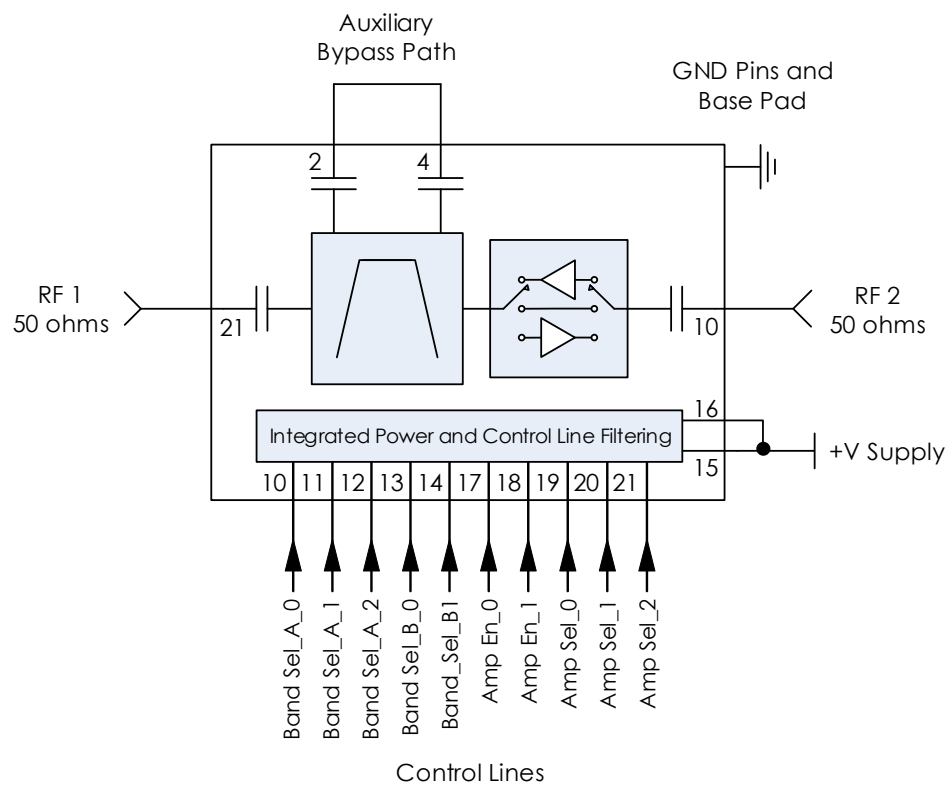 Auxiliary
Bypass Path
GND Pins and
Base Pad
2
4
RF 1
50 ohms
21
RF 2
50 ohms
10
16
Integrated Power and Control Line Filtering
+V Supply
15
10 11 12 13 14 17 18 19 20 21
Band Sel_A_0
Band Sel_A_1
Band Sel_A_2
Band Sel_B_0
Band_Sel_B1
Amp En_0
Amp En_1
Amp Sel_0
Amp Sel_1
Amp Sel_2
Control Lines